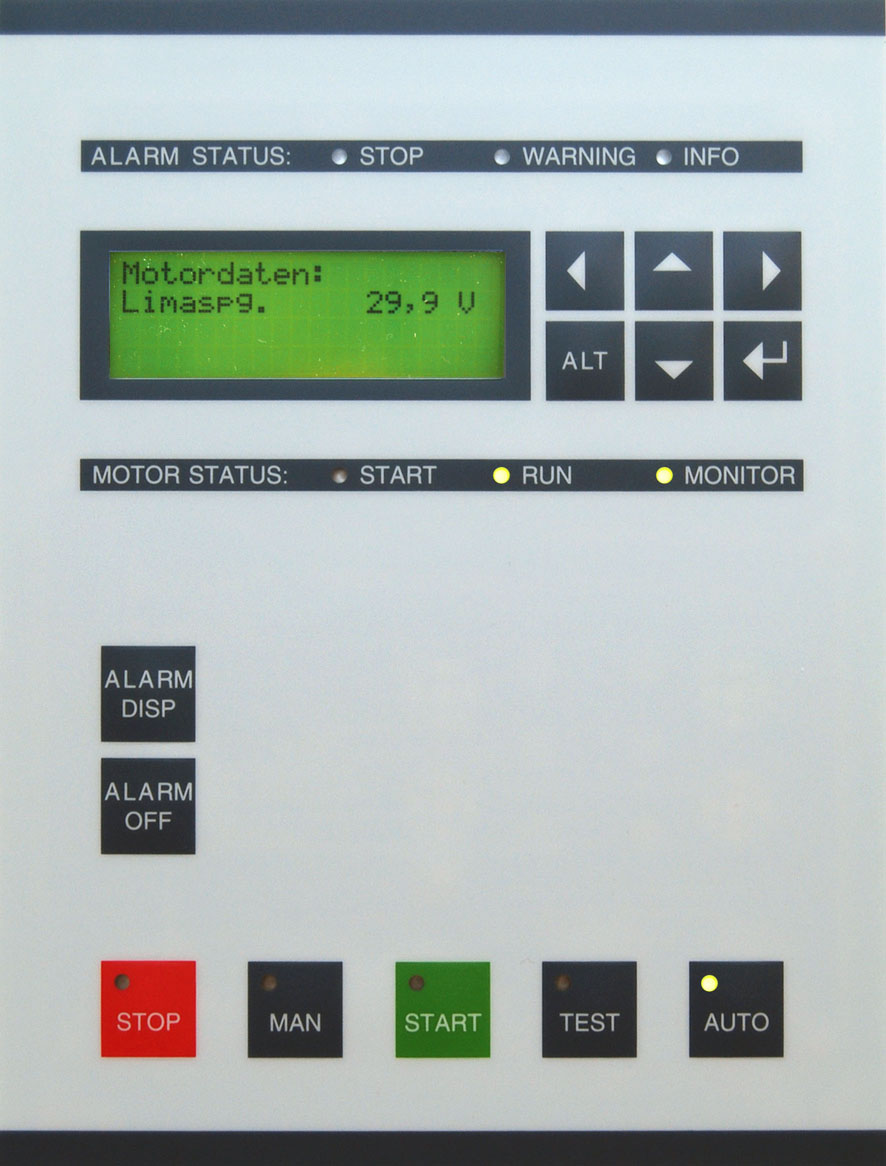 ALARM STATUS: STOP WARNING INFO
Motordaten:
Limaspg. 29,9 V
ALT
MOTOR STATUS: START RUN MONITOR
ALARM
DISP
ALARM
OFF
STOP MAN START TEST AUTO